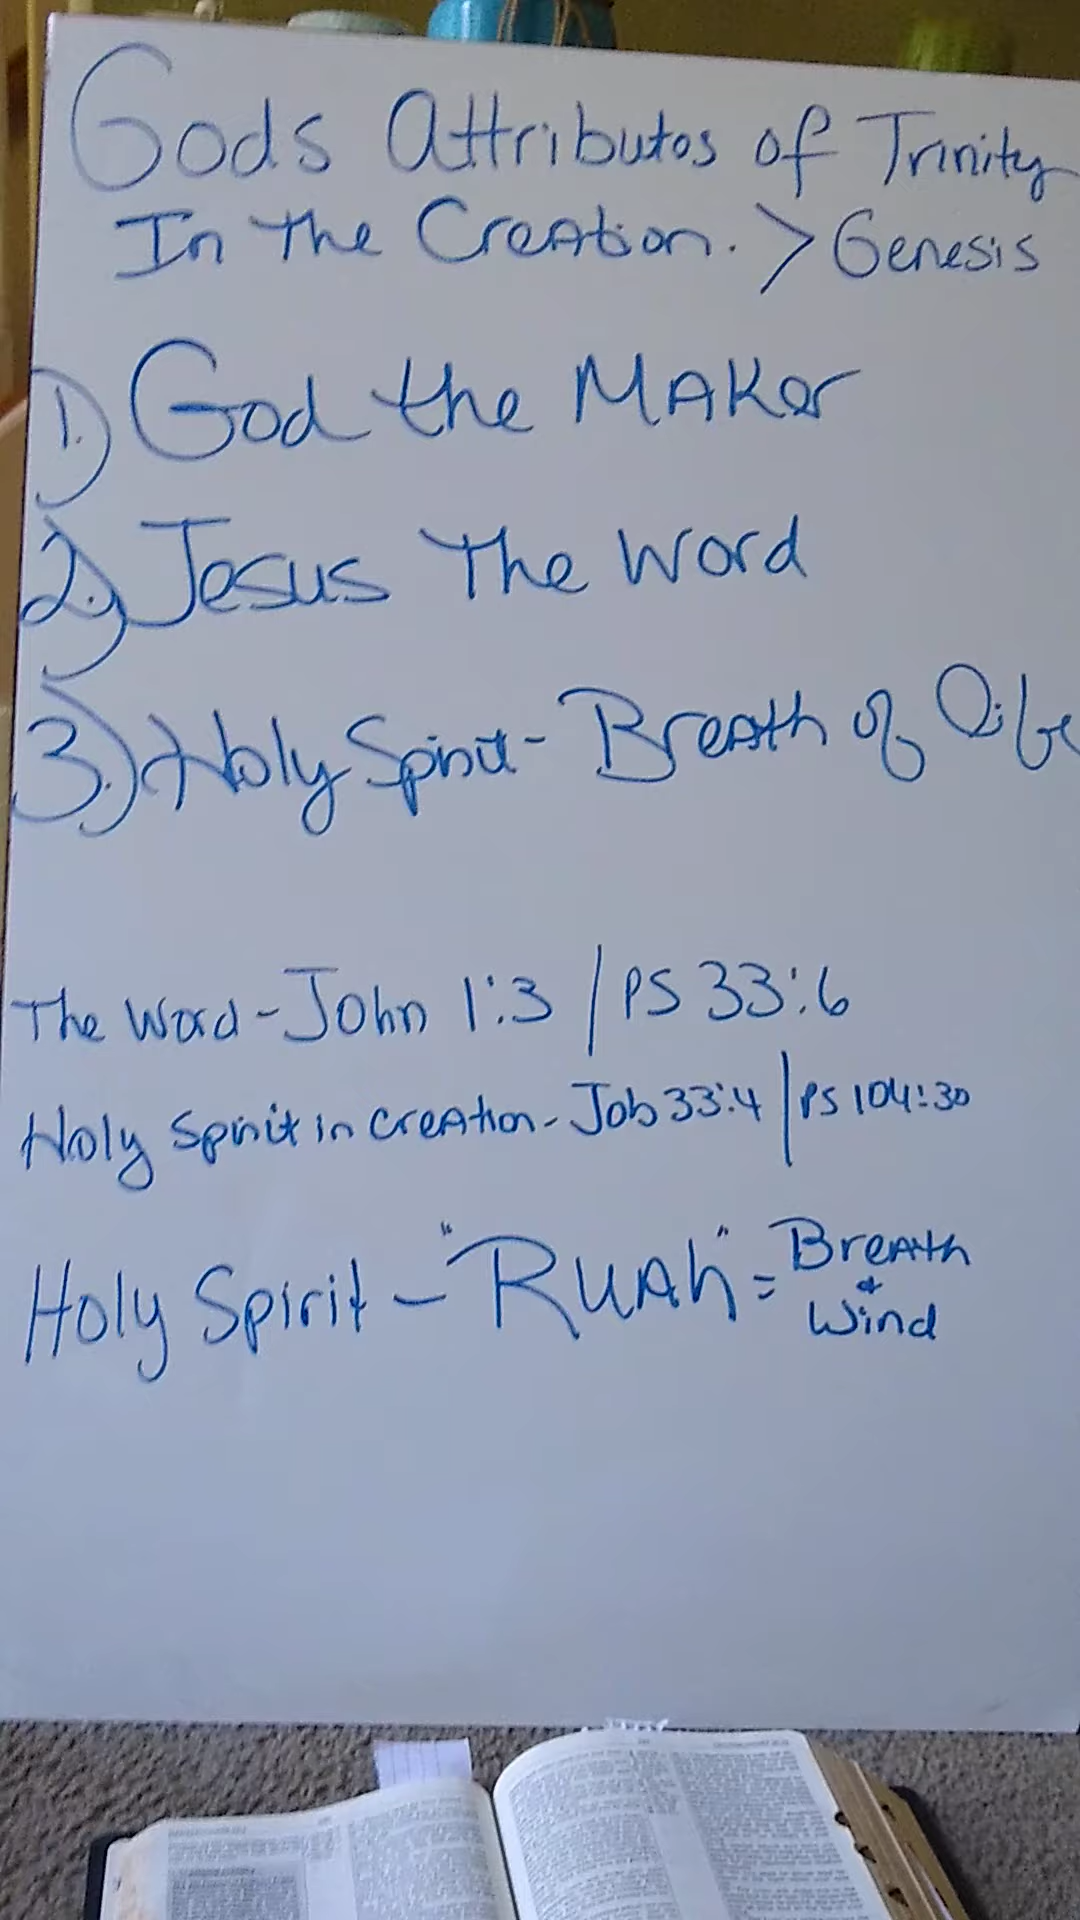 Gods Attributes of Trinity
In The Creation. > Genesis
1.) God the Maker
2.) Jesus The Word
3.) Holy Spirit - Breath of Life
The Word - John 1:3 / PS 33:6
Holy Spirit in creation - Job 33:4 | PS 104:30
Holy Spirit - "Ruah" = Breath
+
Wind